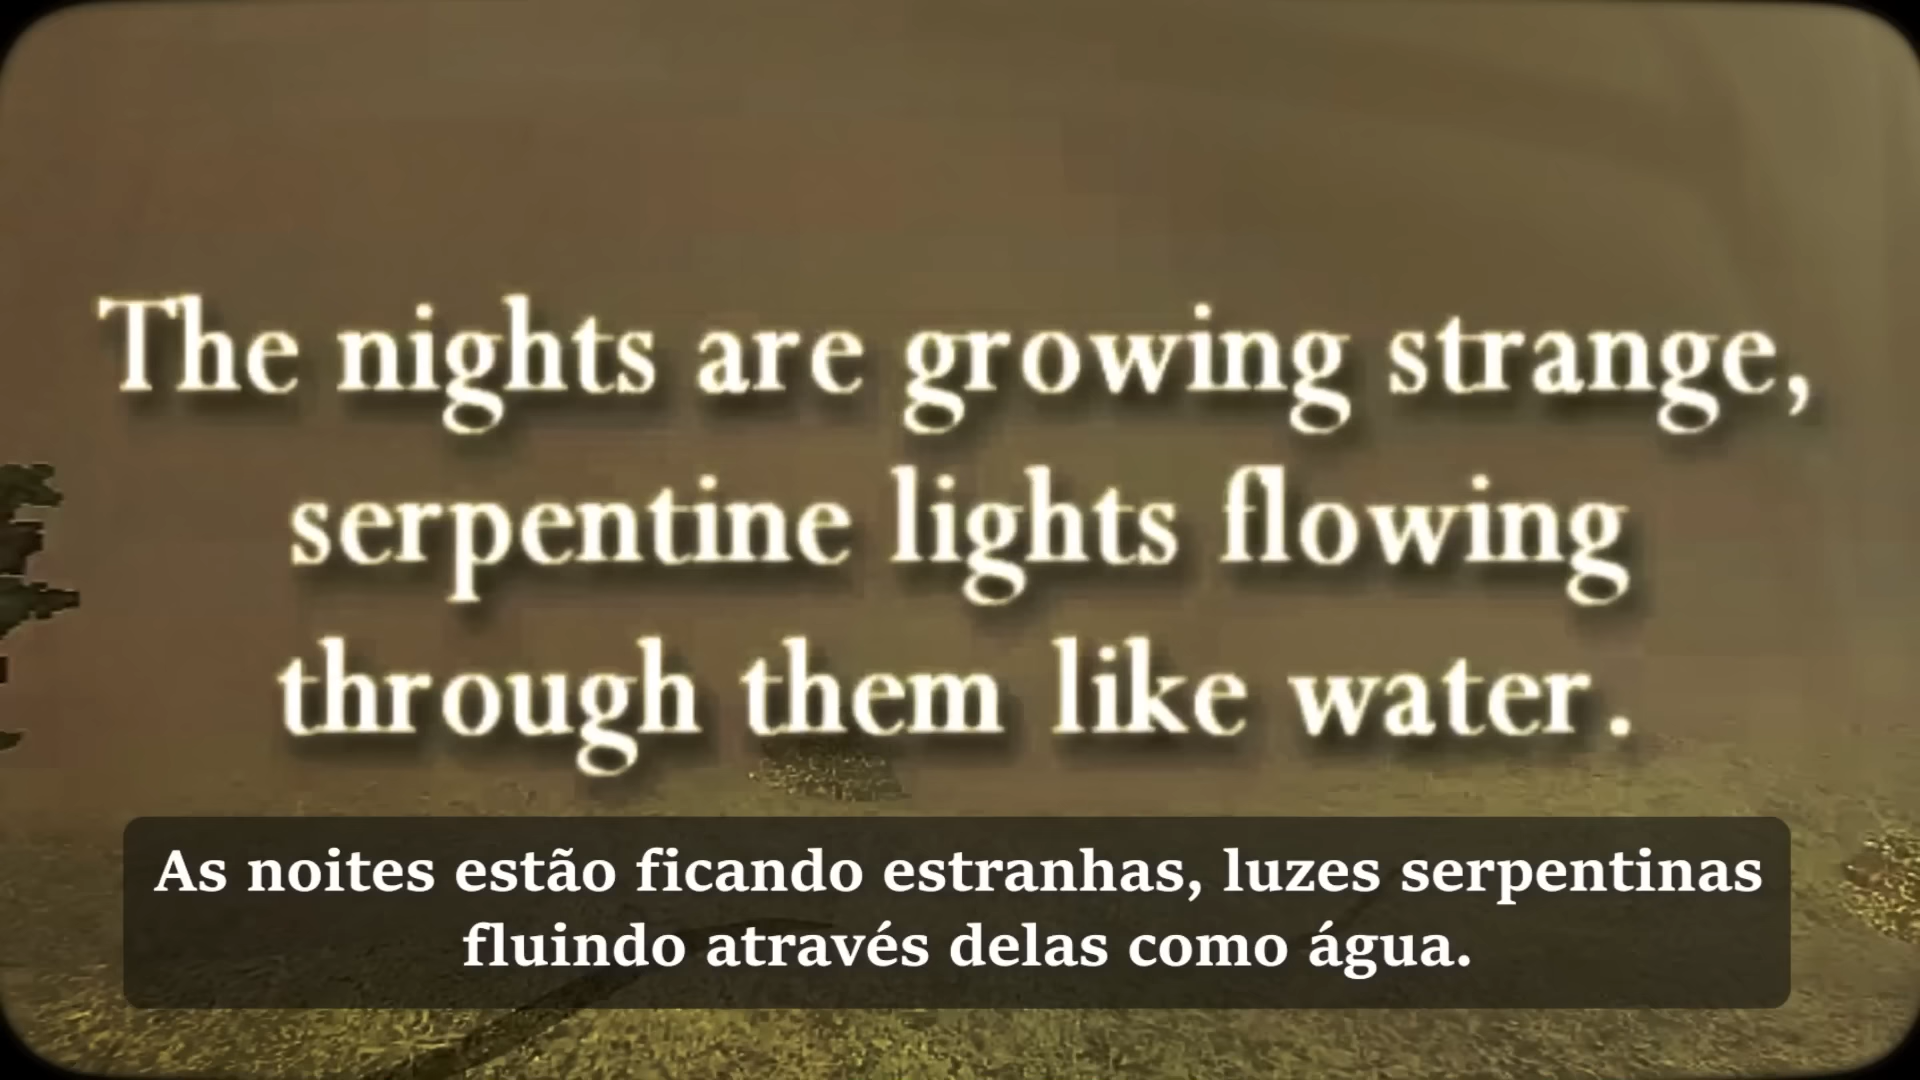 The nights are growing strange,
serpentine lights flowing
through them like water.
As noites estão ficando estranhas, luzes serpentinas
fluindo através delas como água.